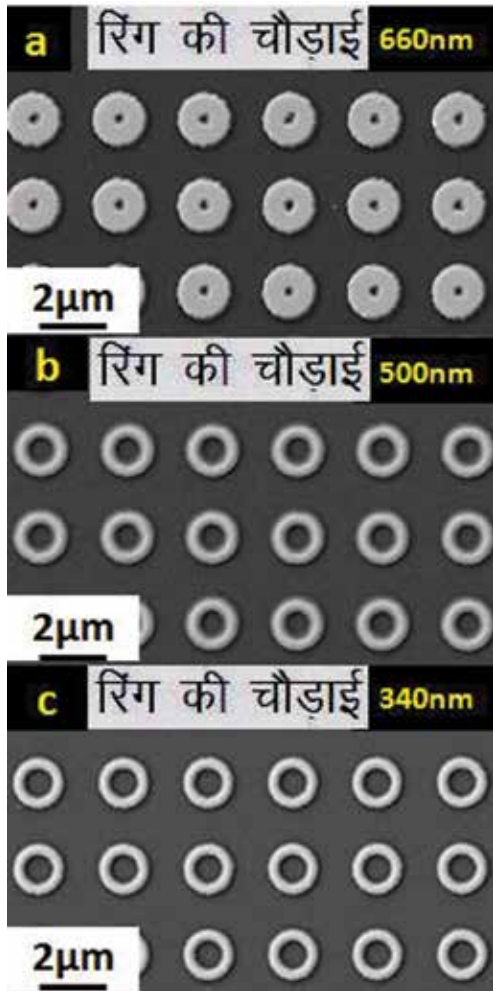 a रिंग की चौड़ाई 660nm
2μm
b रिंग की चौड़ाई 500nm
2μm
c रिंग की चौड़ाई 340nm
2μm